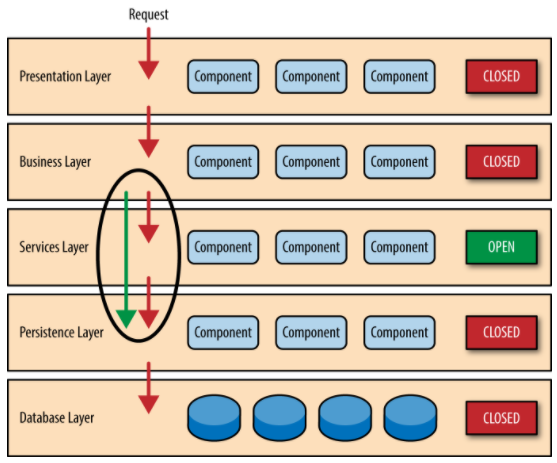 Request
Presentation Layer
Component
Component
Component
CLOSED
Business Layer
Component
Component
Component
CLOSED
Services Layer
Component
Component
Component
OPEN
Persistence Layer
Component
Component
Component
CLOSED
Database Layer
CLOSED